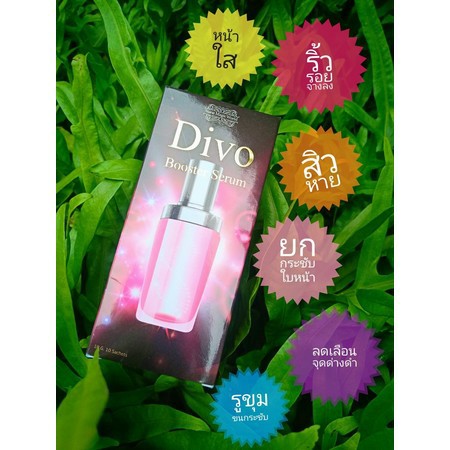 หน้า
ใส
ริ้ว
รอย
จางลง
Divo
Booster Serum
สิว
หาย
ยก
กระชับ
ใบหน้า
ลดเลือน
จุดด่างดำ
รูขุม
ขนกระชับ